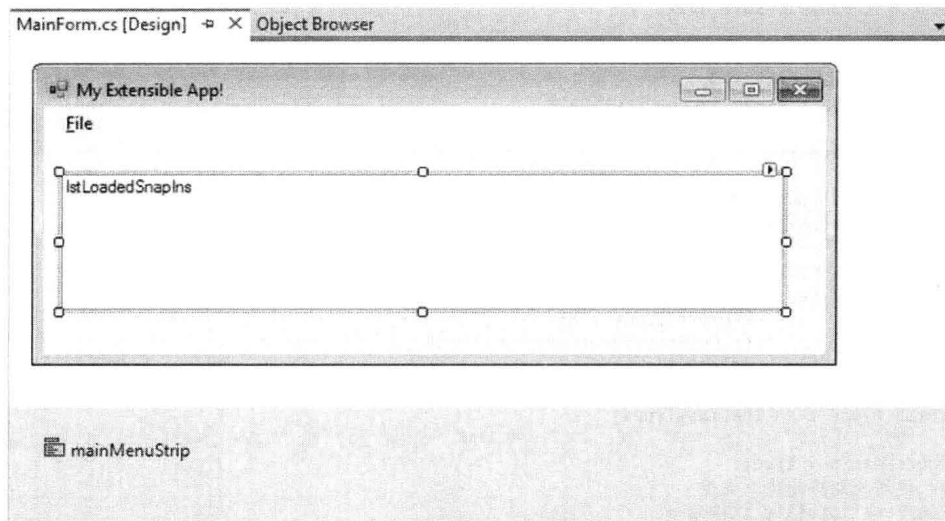 MainForm.cs [Design] Object Browser
My Extensible App!
File
lstLoadedSnapIns
mainMenuStrip